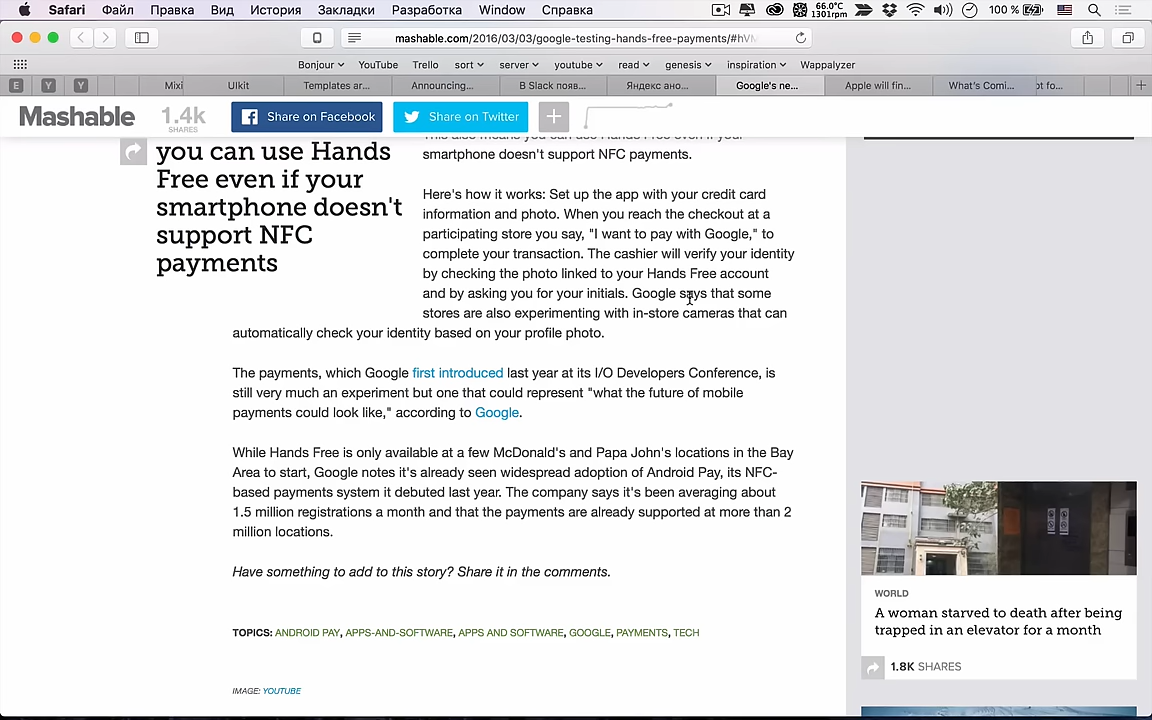 Safari Файл Правка Вид История Закладки Разработка Window Справка 66.0°C 1301rpm 100 %
mashable.com/2016/03/03/google-testing-hands-free-payments/#hVM
Bonjour YouTube Trello sort server youtube read genesis inspiration Wappalyzer
E Y Y Mixi UIkit Templates ar... Announcing... В Slack появ... Яндекс ано... Google's ne... Apple will fin... What's Comi... pt fo...
Mashable 1.4k SHARES Share on Facebook Share on Twitter
you can use Hands
Free even if your
smartphone doesn't
support NFC
payments
This also means you can use Hands Free even if your
smartphone doesn't support NFC payments.
Here's how it works: Set up the app with your credit card
information and photo. When you reach the checkout at a
participating store you say, "I want to pay with Google," to
complete your transaction. The cashier will verify your identity
by checking the photo linked to your Hands Free account
and by asking you for your initials. Google says that some
stores are also experimenting with in-store cameras that can
automatically check your identity based on your profile photo.
The payments, which Google first introduced last year at its I/O Developers Conference, is
still very much an experiment but one that could represent "what the future of mobile
payments could look like," according to Google.
While Hands Free is only available at a few McDonald's and Papa John's locations in the Bay
Area to start, Google notes it's already seen widespread adoption of Android Pay, its NFC-
based payments system it debuted last year. The company says it's been averaging about
1.5 million registrations a month and that the payments are already supported at more than 2
million locations.
Have something to add to this story? Share it in the comments.
TOPICS: ANDROID PAY, APPS-AND-SOFTWARE, APPS AND SOFTWARE, GOOGLE, PAYMENTS, TECH
IMAGE: YOUTUBE
WORLD
A woman starved to death after being
trapped in an elevator for a month
1.8K SHARES